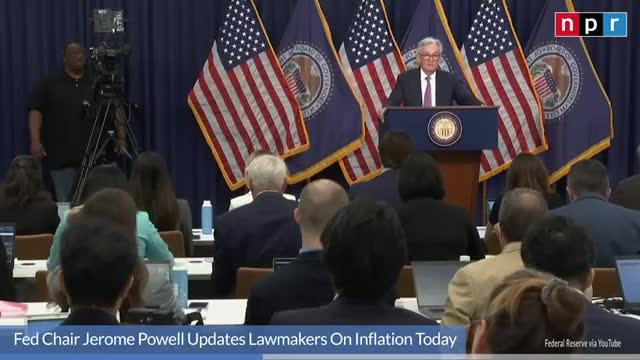 npr
Fed Chair Jerome Powell Updates Lawmakers On Inflation Today
Federal Reserve via YouTube